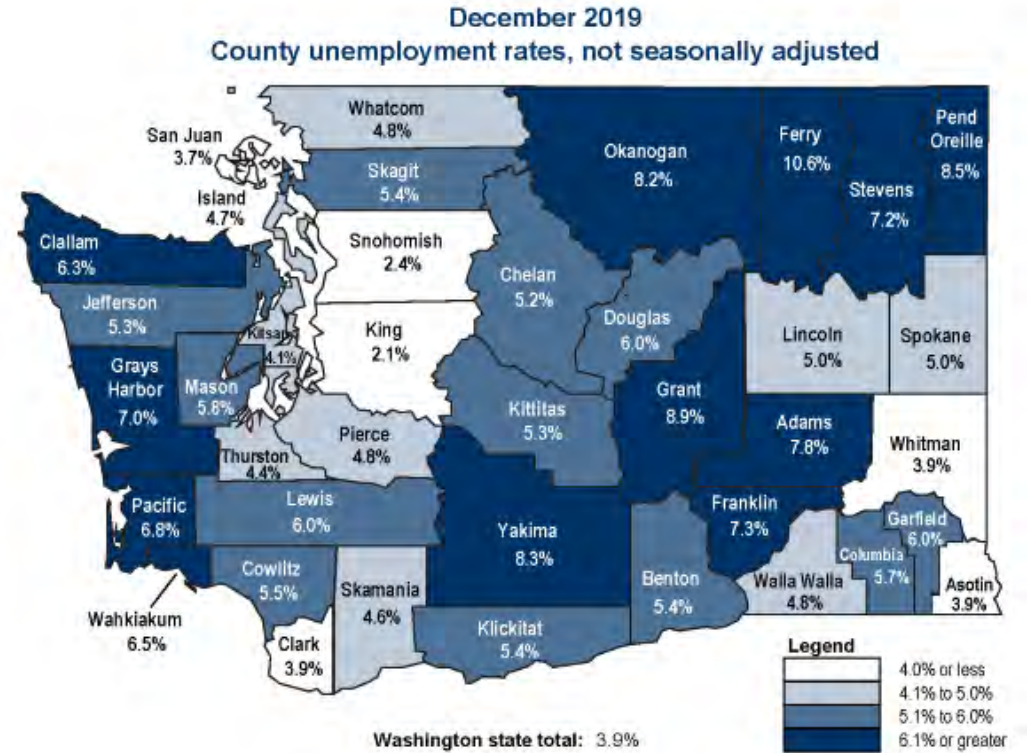 December 2019
County unemployment rates, not seasonally adjusted
Whatcom
4.8%
San Juan
3.7%
Skagit
5.4%
Island
4.7%
Okanogan
8.2%
Ferry
10.6%
Stevens
7.2%
Pend
Oreille
8.5%
Clallam
6.3%
Snohomish
2.4%
Chelan
5.2%
Jefferson
5.3%
Kitsap
4.1%
King
2.1%
Douglas
6.0%
Lincoln
5.0%
Spokane
5.0%
Grays
Harbor
7.0%
Mason
5.8%
Kittitas
5.3%
Grant
8.9%
Adams
7.8%
Whitman
3.9%
Thurston
4.4%
Pierce
4.8%
Pacific
6.8%
Lewis
6.0%
Yakima
8.3%
Franklin
7.3%
Garfield
6.0%
Columbia
5.7%
Cowlitz
5.5%
Skamania
4.6%
Benton
5.4%
Walla Walla
4.8%
Asotin
3.9%
Wahkiakum
6.5%
Clark
3.9%
Klickitat
5.4%
Legend
4.0% or less
4.1% to 5.0%
5.1% to 6.0%
6.1% or greater
Washington state total: 3.9%